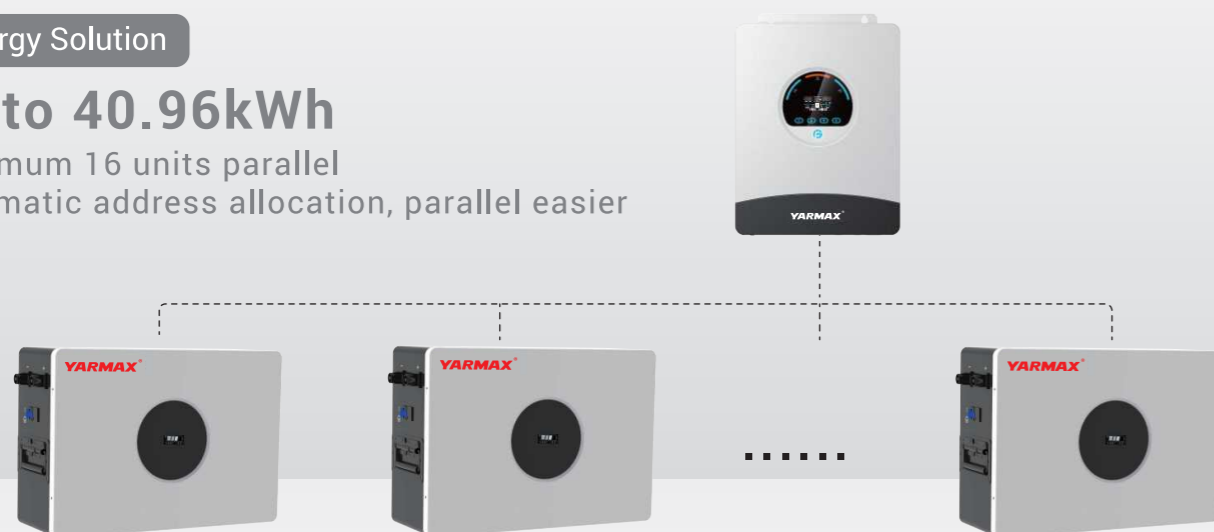 rgy Solution
to 40.96kWh
mum 16 units parallel
matic address allocation, parallel easier
YARMAX
YARMAX®
YARMAX®
YARMAX®
......